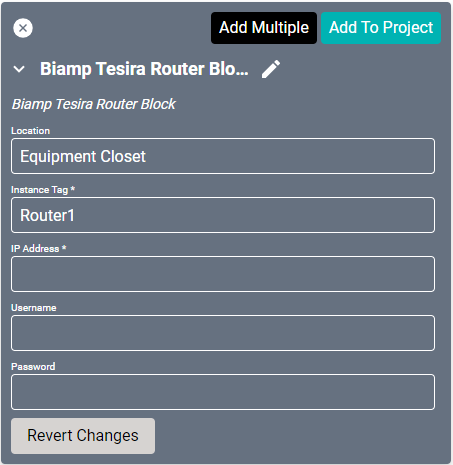 Add Multiple
Add To Project
Biamp Tesira Router Blo...
Biamp Tesira Router Block
Location
Equipment Closet
Instance Tag *
Router1
IP Address *
Username
Password
Revert Changes